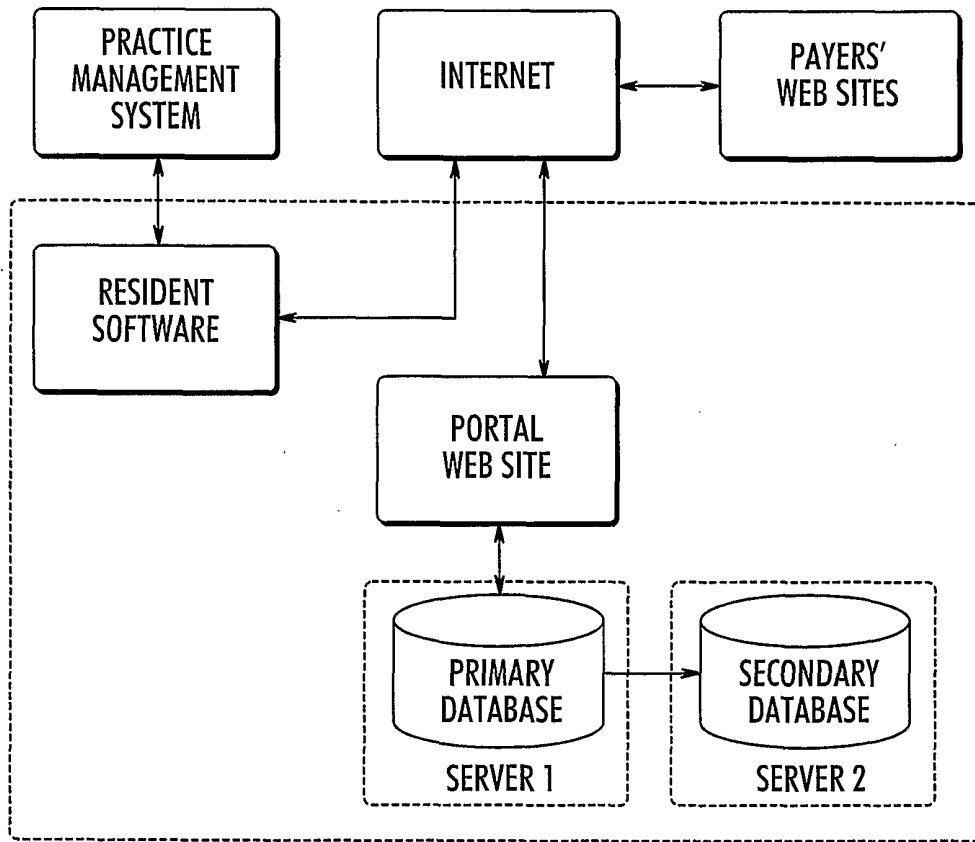 PRACTICE
MANAGEMENT
SYSTEM
INTERNET
PAYERS'
WEB SITES
RESIDENT
SOFTWARE
PORTAL
WEB SITE
PRIMARY
DATABASE
SECONDARY
DATABASE
SERVER 1
SERVER 2